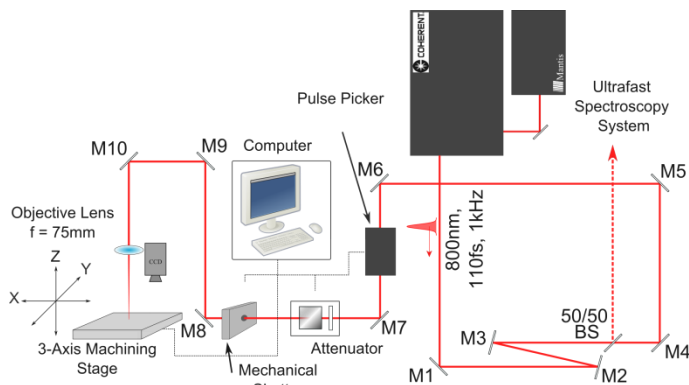 COHERENT
Mantis
Ultrafast
Spectroscopy
System
Pulse Picker
M10
M9
Computer
M6
M5
Objective Lens
f = 75mm
CCD
Z
Y
X
800nm,
110fs, 1kHz
M8
M7
M3
50/50
BS
M4
3-Axis Machining
Stage
Attenuator
Mechanical
M1
M2